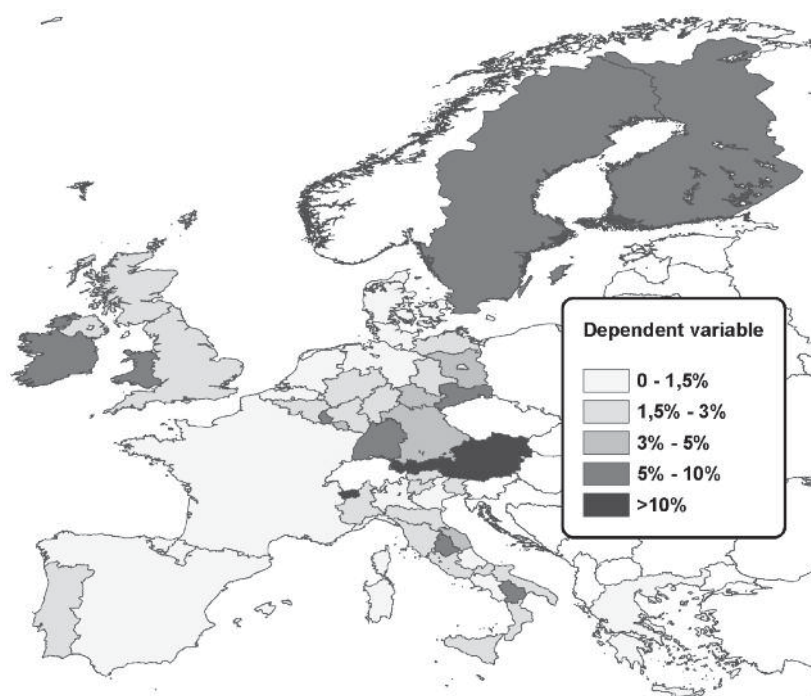 Dependent variable
0 - 1,5%
1,5% - 3%
3% - 5%
5% - 10%
>10%